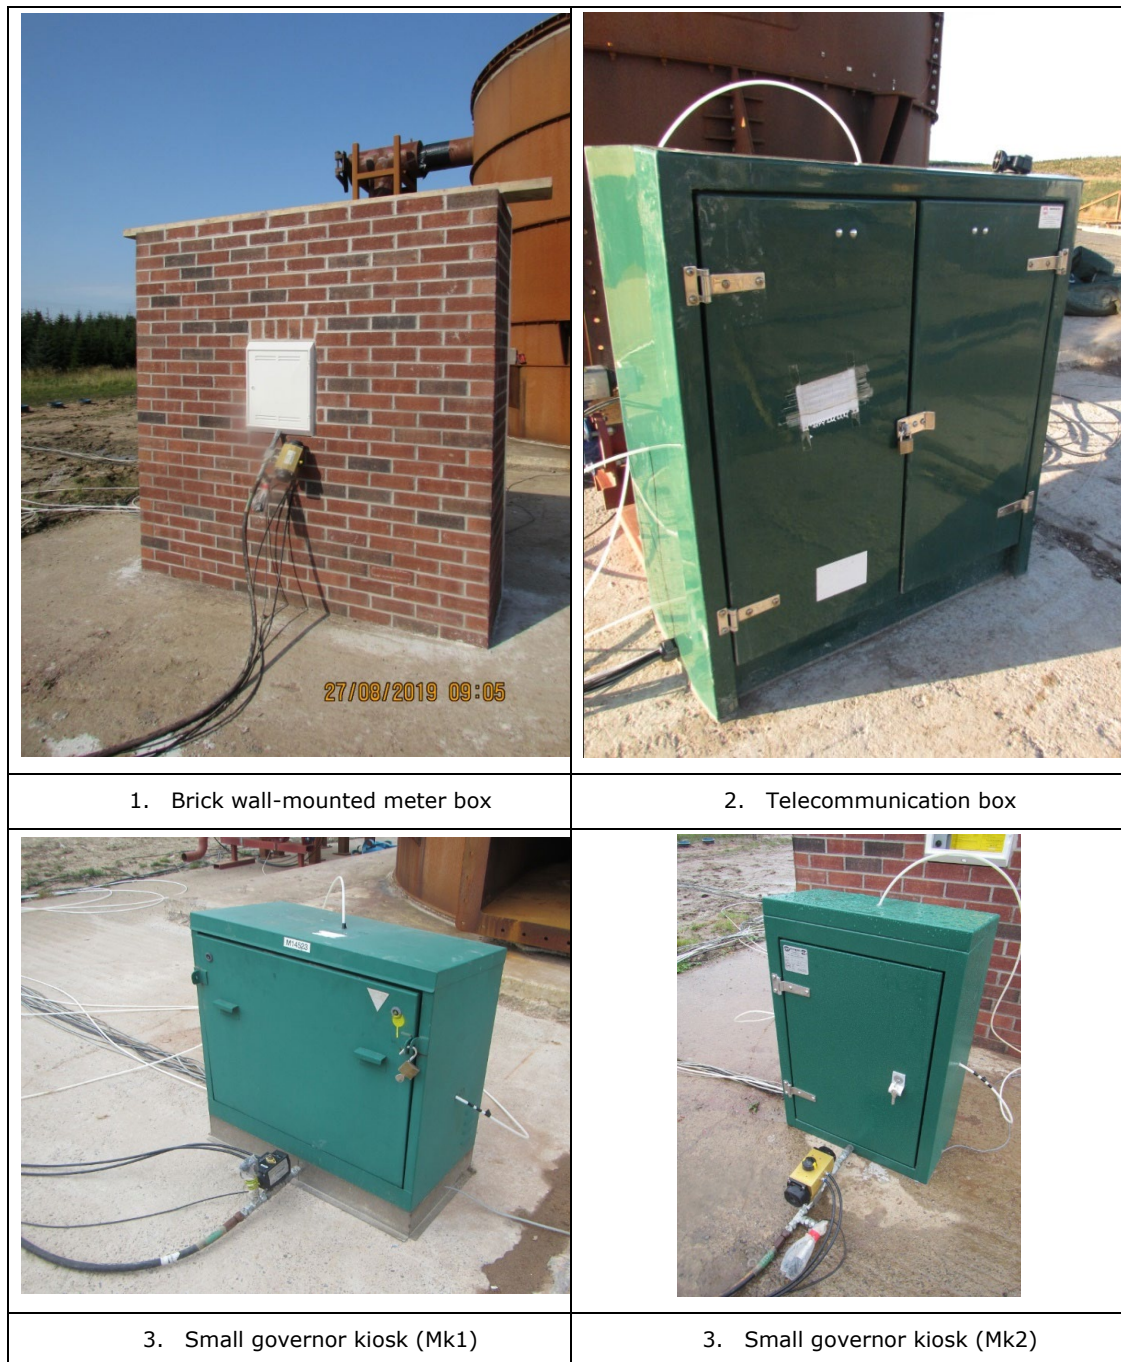 27/08/2019 09:05
1. Brick wall-mounted meter box
2. Telecommunication box
M14523
3. Small governor kiosk (Mk1)
3. Small governor kiosk (Mk2)